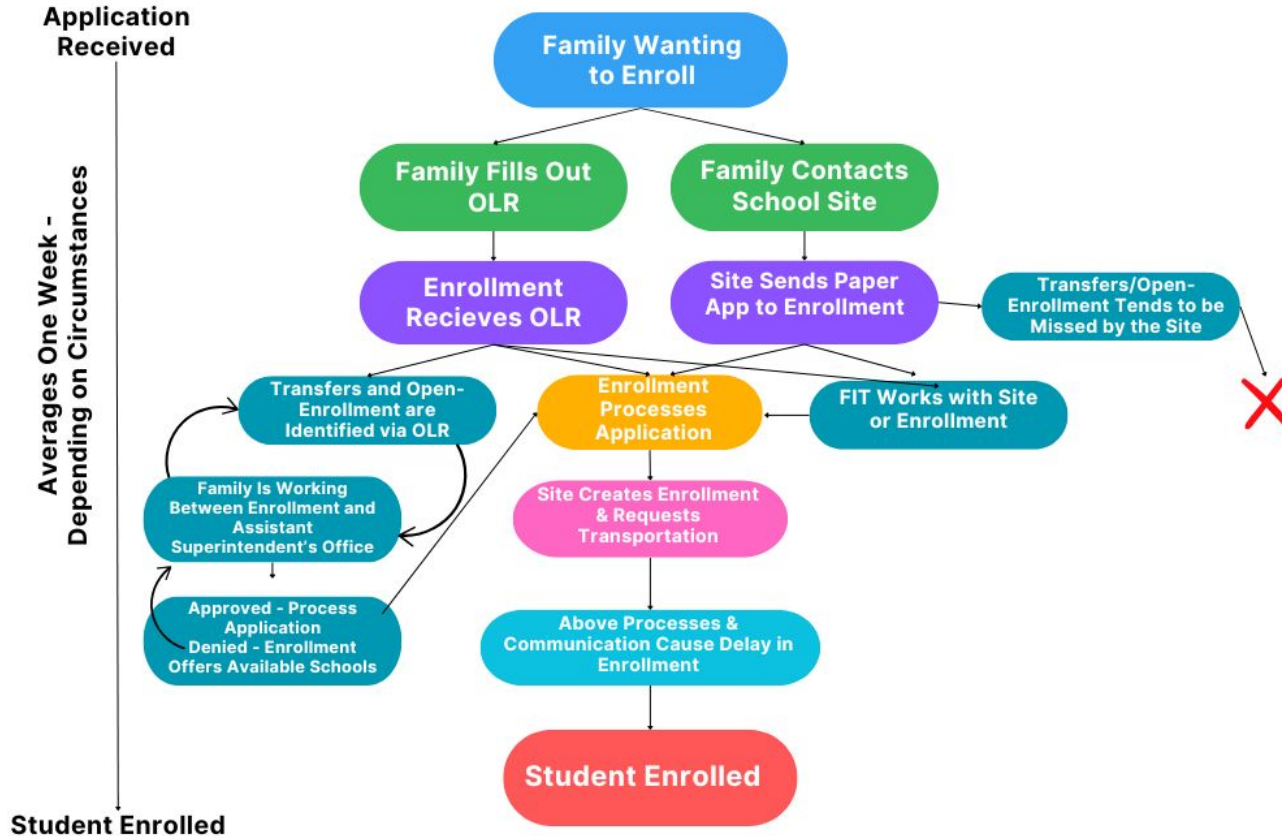 Application
Received
Family Wanting
to Enroll
Family Fills Out
OLR
Family Contacts
School Site
Averages One Week -
Depending on Circumstances
Enrollment
Recieves OLR
Site Sends Paper
App to Enrollment
Transfers/Open-
Enrollment Tends to be
Missed by the Site
Transfers and Open-
Enrollment are
Identified via OLR
Enrollment
Processes
Application
FIT Works with Site
or Enrollment
Family Is Working
Between Enrollment and
Assistant
Superintendent's Office
Site Creates Enrollment
& Requests
Transportation
Approved - Process
Application
Denied - Enrollment
Offers Available Schools
Above Processes &
Communication Cause Delay in
Enrollment
Student Enrolled
Student Enrolled